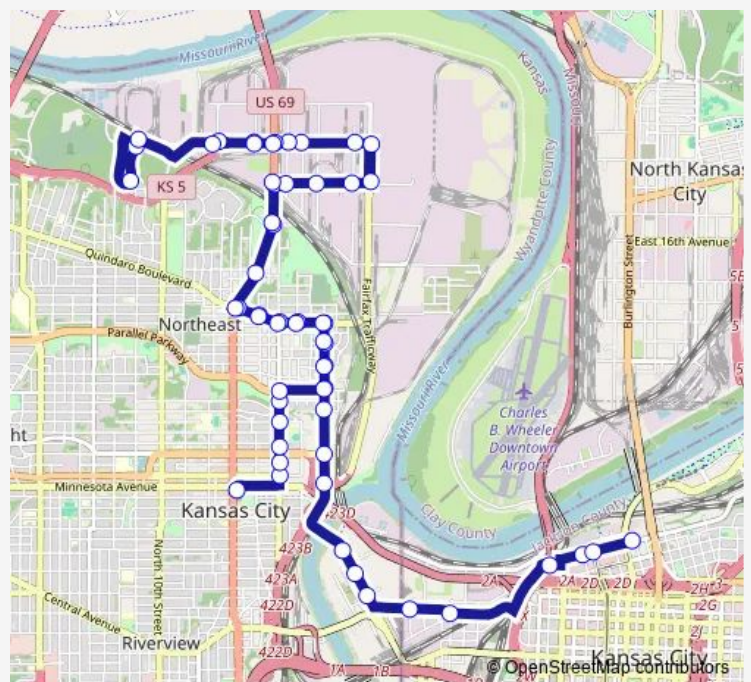 Missouri River
Kansas
Missouri
US 69
North Kansas
City
KS 5
Wyandotte County
East 16th Avenue
Quindaro Boulevard
Burlington Street
Fairfax Trafficway
Northeast
Parallel Parkway
Missouri River
Charles
B. Wheeler
Downtown
Airport
ht
Minnesota Avenue
Kansas City
423D
Clay County
Jackson County
423B
423A
422D
2A
2A
2D
2D
2H
2G
2J
North 10th Street
Central Avenue
Riverview
422D
1A
1B
Kansas City
© OpenStreetMap contributors